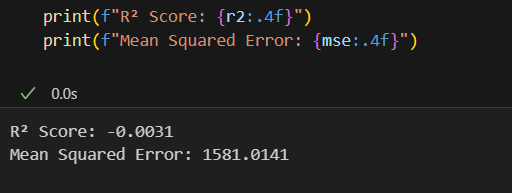 print(f"R² Score: {r2:.4f}")
print(f"Mean Squared Error: {mse:.4f}")
0.0s
R² Score: -0.0031
Mean Squared Error: 1581.0141